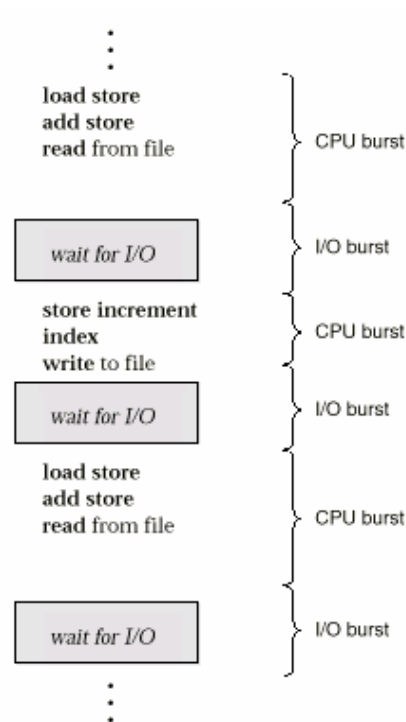 load store
add store
read from file
CPU burst
wait for I/O
I/O burst
store increment
index
write to file
CPU burst
wait for I/O
I/O burst
load store
add store
read from file
CPU burst
wait for I/O
I/O burst